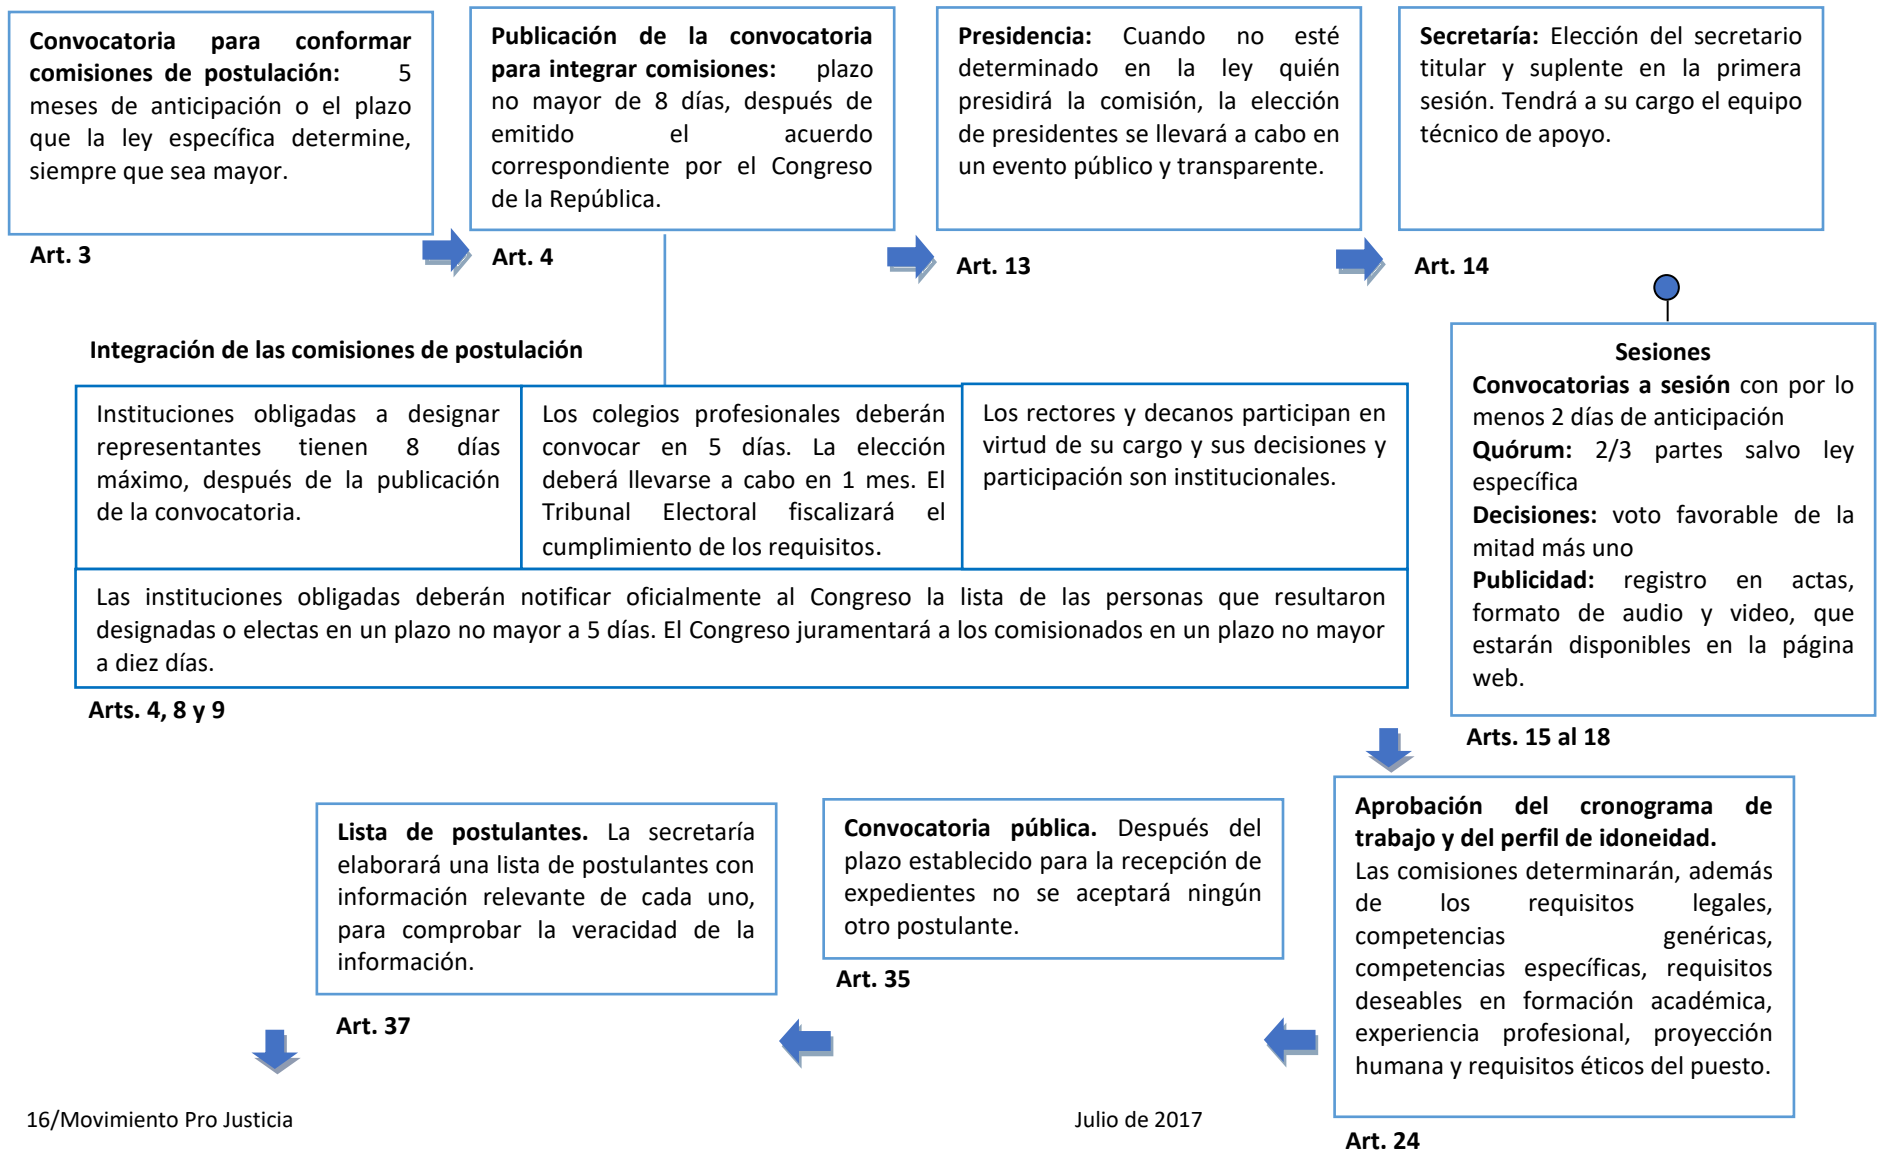 Convocatoria para conformar
comisiones de postulación: 5
meses de anticipación o el plazo
que la ley específica determine,
siempre que sea mayor.
Art. 3
Publicación de la convocatoria
para integrar comisiones: plazo
no mayor de 8 días, después de
emitido el acuerdo
correspondiente por el Congreso
de la República.
Art. 4
Presidencia: Cuando no esté
determinado en la ley quién
presidirá la comisión, la elección
de presidentes se llevará a cabo en
un evento público y transparente.
Art. 13
Secretaría: Elección del secretario
titular y suplente en la primera
sesión. Tendrá a su cargo el equipo
técnico de apoyo.
Art. 14
Integración de las comisiones de postulación
Instituciones obligadas a designar
representantes tienen 8 días
máximo, después de la publicación
de la convocatoria.
Los colegios profesionales deberán
convocar en 5 días. La elección
deberá llevarse a cabo en 1 mes. El
Tribunal Electoral fiscalizará el
cumplimiento de los requisitos.
Los rectores y decanos participan en
virtud de su cargo y sus decisiones y
participación son institucionales.
Las instituciones obligadas deberán notificar oficialmente al Congreso la lista de las personas que resultaron
designadas o electas en un plazo no mayor a 5 días. El Congreso juramentará a los comisionados en un plazo no mayor
a diez días.
Arts. 4, 8 y 9
Sesiones
Convocatorias a sesión con por lo
menos 2 días de anticipación
Quórum: 2/3 partes salvo ley
específica
Decisiones: voto favorable de la
mitad más uno
Publicidad: registro en actas,
formato de audio y video, que
estarán disponibles en la página
web.
Arts. 15 al 18
Aprobación del cronograma de
trabajo y del perfil de idoneidad.
Las comisiones determinarán, además
de los requisitos legales,
competencias genéricas,
competencias específicas, requisitos
deseables en formación académica,
experiencia profesional, proyección
humana y requisitos éticos del puesto.
Art. 24
Convocatoria pública. Después del
plazo establecido para la recepción de
expedientes no se aceptará ningún
otro postulante.
Art. 35
Lista de postulantes. La secretaría
elaborará una lista de postulantes con
información relevante de cada uno,
para comprobar la veracidad de la
información.
Art. 37
16/Movimiento Pro Justicia
Julio de 2017